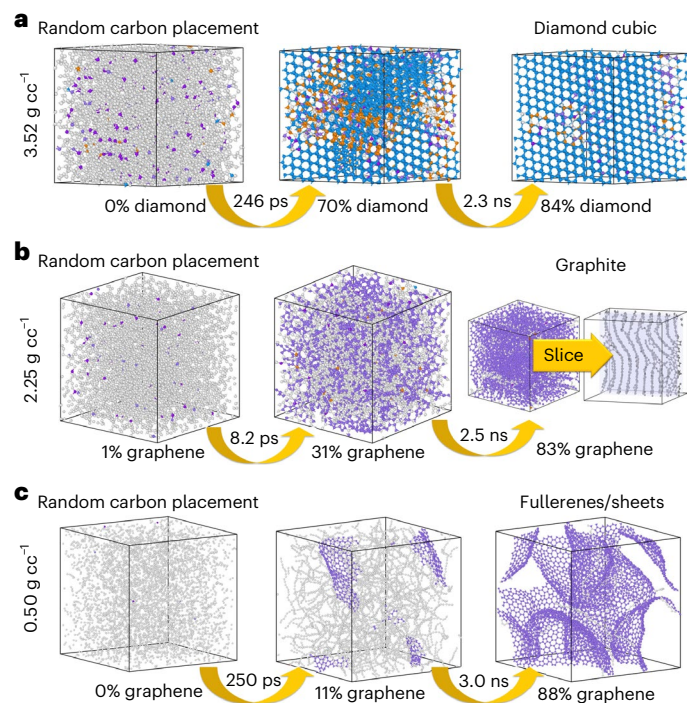 a
Random carbon placement
Diamond cubic
3.52 g cc⁻¹
0% diamond
246 ps
70% diamond
2.3 ns
84% diamond
b
Random carbon placement
Graphite
2.25 g cc⁻¹
Slice
1% graphene
8.2 ps
31% graphene
2.5 ns
83% graphene
c
Random carbon placement
Fullerenes/sheets
0.50 g cc⁻¹
0% graphene
250 ps
11% graphene
3.0 ns
88% graphene